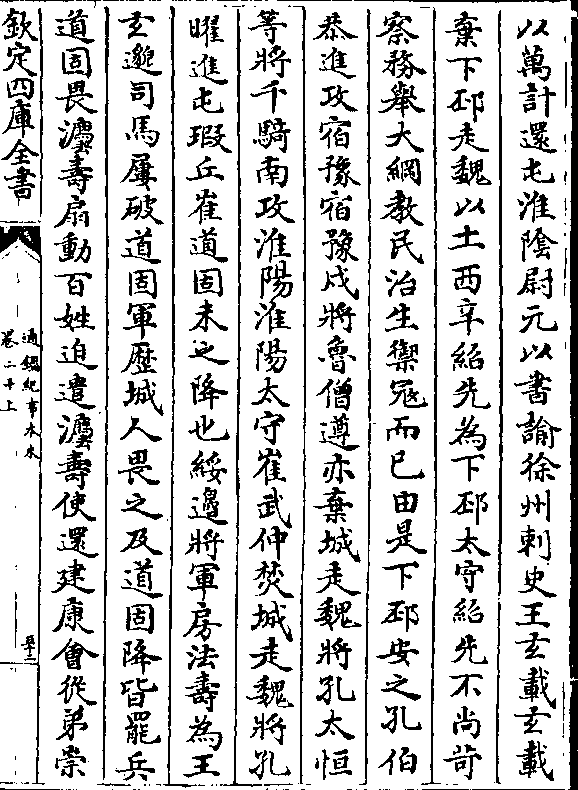 以萬計還屯淮陰尉元以書諭徐州刺史王玄載玄載
棄下邳走魏以土西辛紹先為下邳太守紹先不尚苛
察務舉大綱教民治生禦寇而已由是下邳安之孔伯
恭進攻宿豫宿豫戍將魯僧遵亦棄城走魏將孔太恒
等將千騎南攻淮陽淮陽太守崔武仲焚城走魏將孔
曜進屯瑕丘崔道固未之降也綏邊將軍房法壽為王
玄邈司馬屢破道固軍歷城人畏之及道固降皆罷兵
道固畏灋壽扇動百姓迫遣灋壽使還建康會從弟崇
欽定四庫全書
通鑑紀事本末
卷二十上